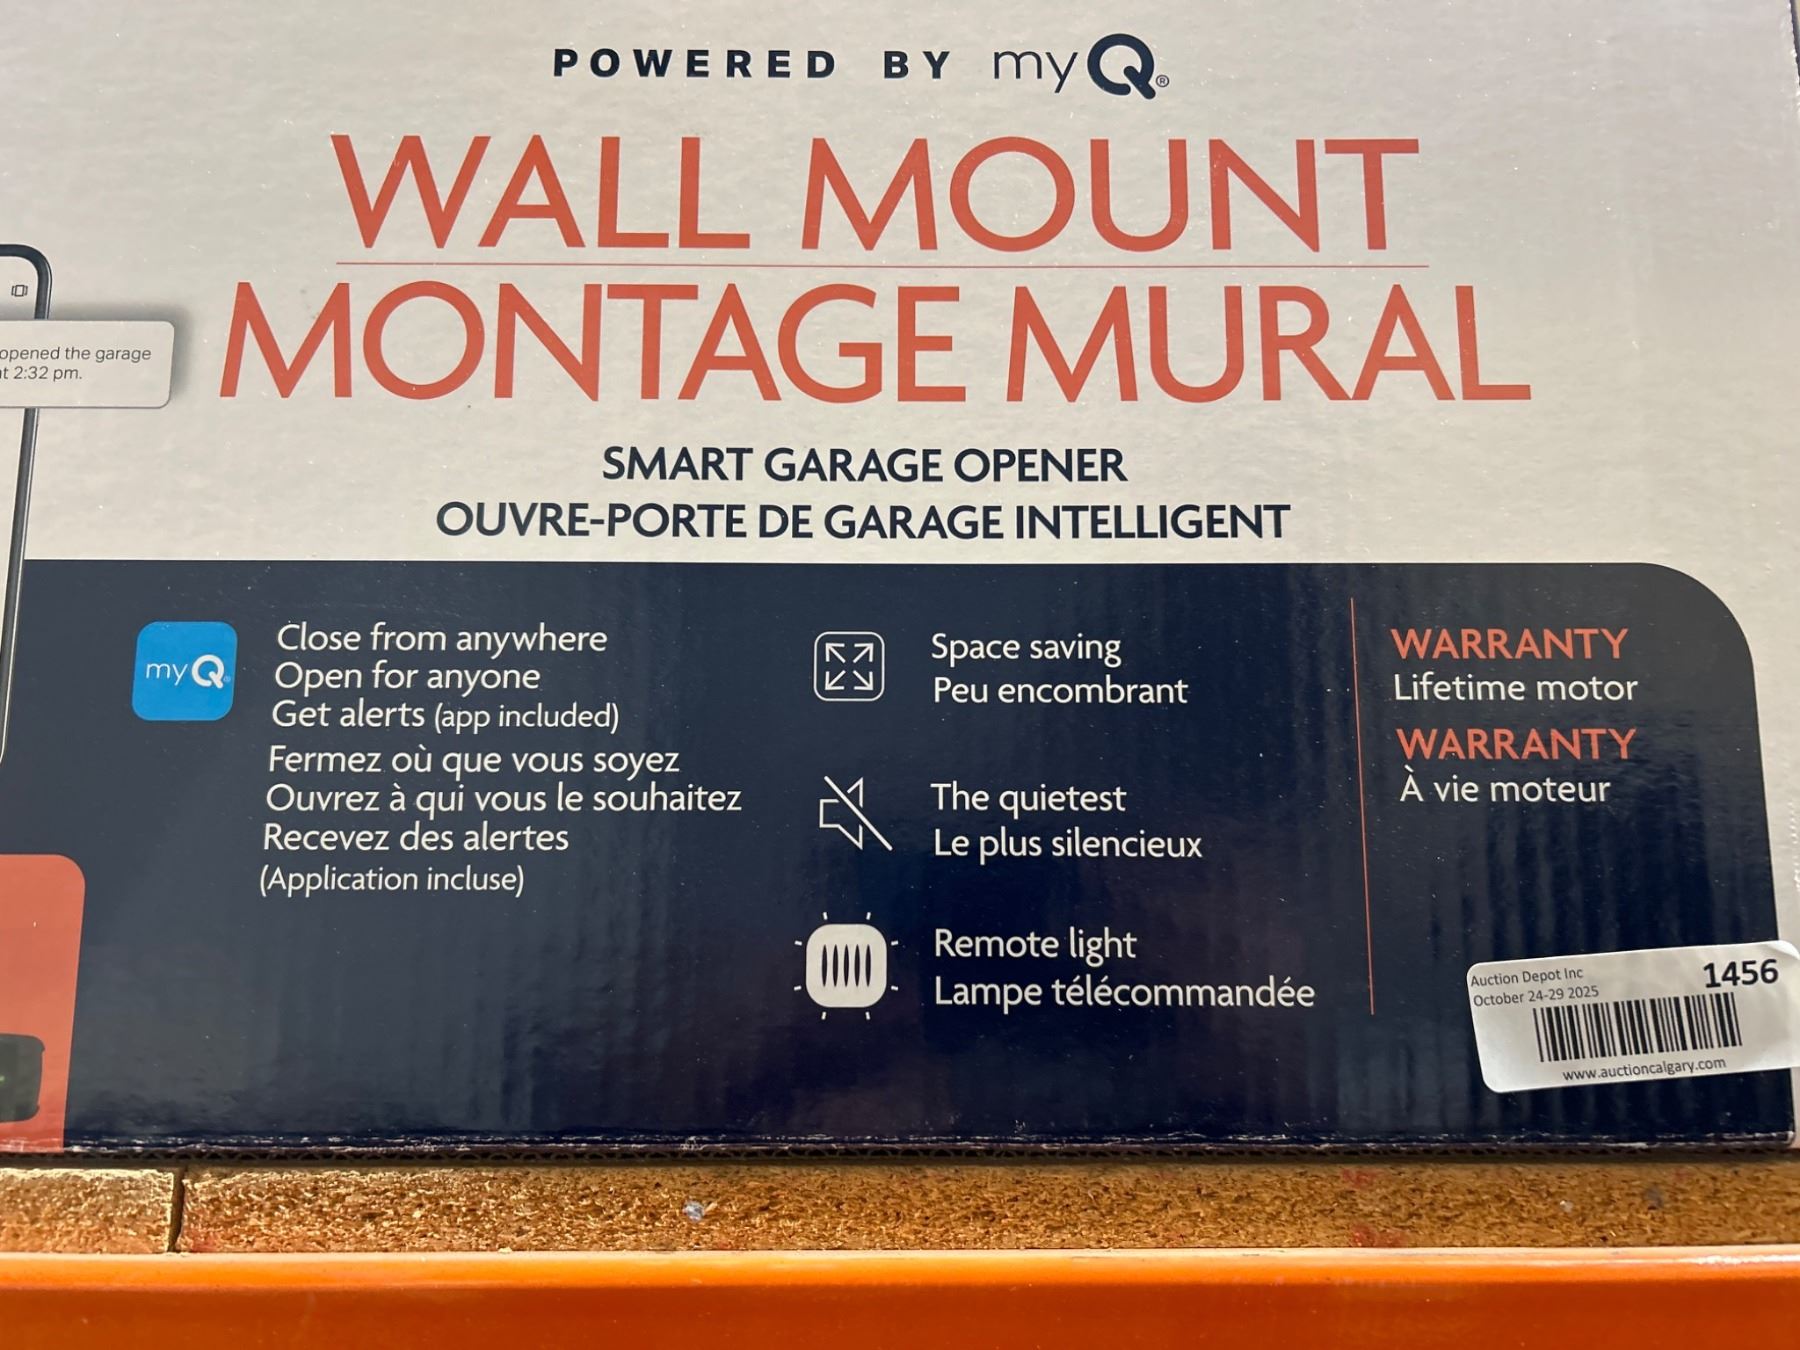 POWERED BY myQ®
WALL MOUNT
MONTAGE MURAL
opened the garage
at 2:32 pm.
SMART GARAGE OPENER
OUVRE-PORTE DE GARAGE INTELLIGENT
myQ
Close from anywhere
Open for anyone
Get alerts (app included)
Fermez où que vous soyez
Ouvrez à qui vous le souhaitez
Recevez des alertes
(Application incluse)
Space saving
Peu encombrant
The quietest
Le plus silencieux
Remote light
Lampe télécommandée
WARRANTY
Lifetime motor
WARRANTY
À vie moteur
Auction Depot Inc
October 24-29 2025
1456
www.auctioncalgary.com